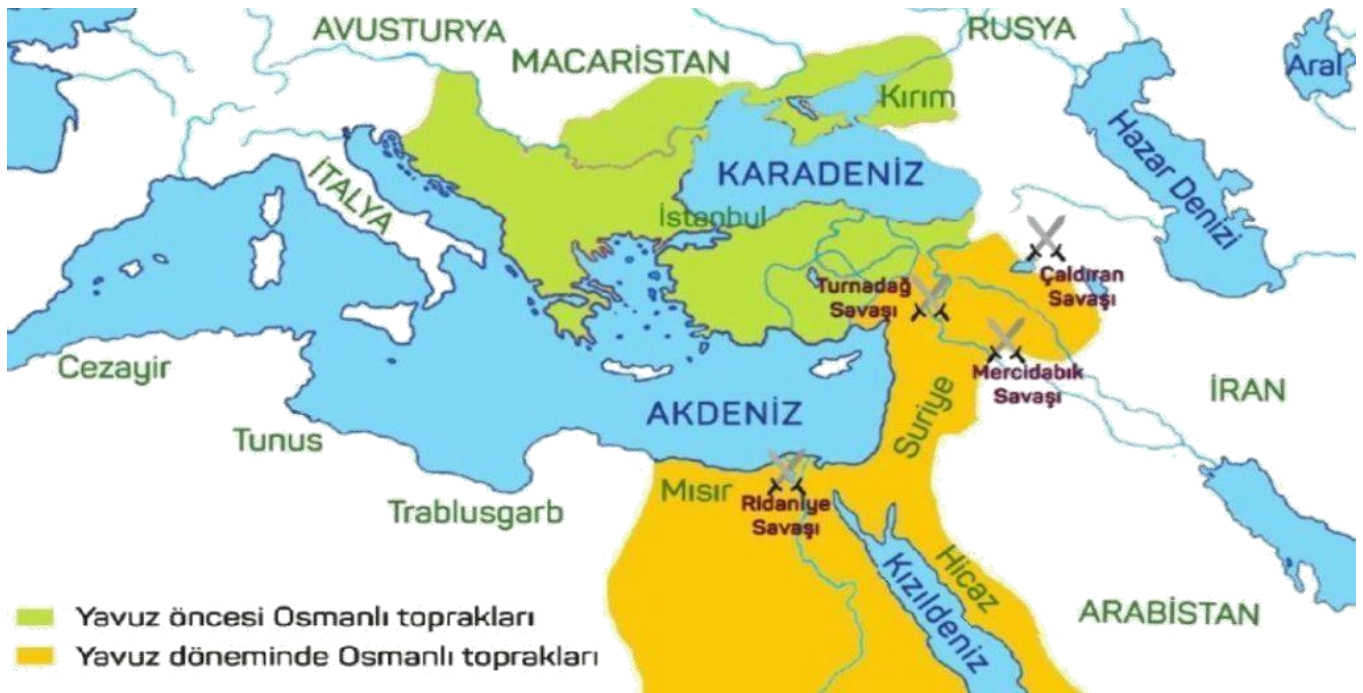 AVUSTURYA
MACARİSTAN
RUSYA
Aral
Kırım
Hazar Denizi
KARADENİZ
İTALYA
İstanbul
Turnadağ
Savaşı
Çaldıran
Savaşı
Mercidabık
Savaşı
Cezayir
İRAN
AKDENİZ
Suriye
Tunus
Mısır
Ridaniye
Savaşı
Trablusgarb
Hicaz
Kızıldeniz
ARABİSTAN
Yavuz öncesi Osmanlı toprakları
Yavuz döneminde Osmanlı toprakları